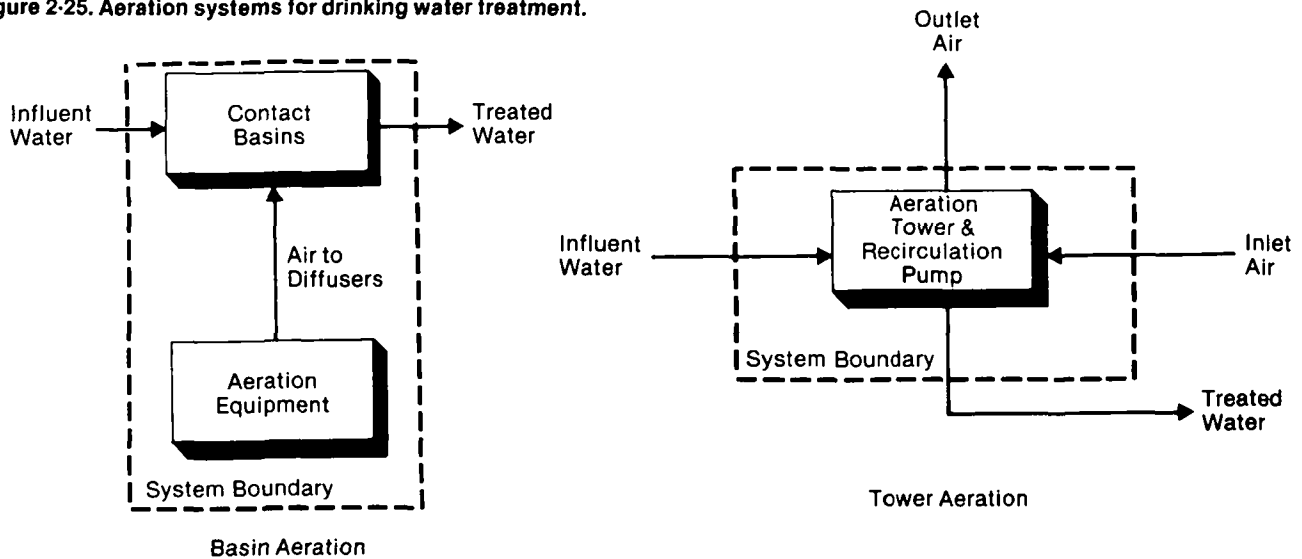 gure 2-25. Aeration systems for drinking water treatment.
Influent
Water
Contact
Basins
Treated
Water
Air to
Diffusers
Aeration
Equipment
System Boundary
Basin Aeration
Outlet
Air
Influent
Water
Aeration
Tower &
Recirculation
Pump
Inlet
Air
System Boundary
Treated
Water
Tower Aeration